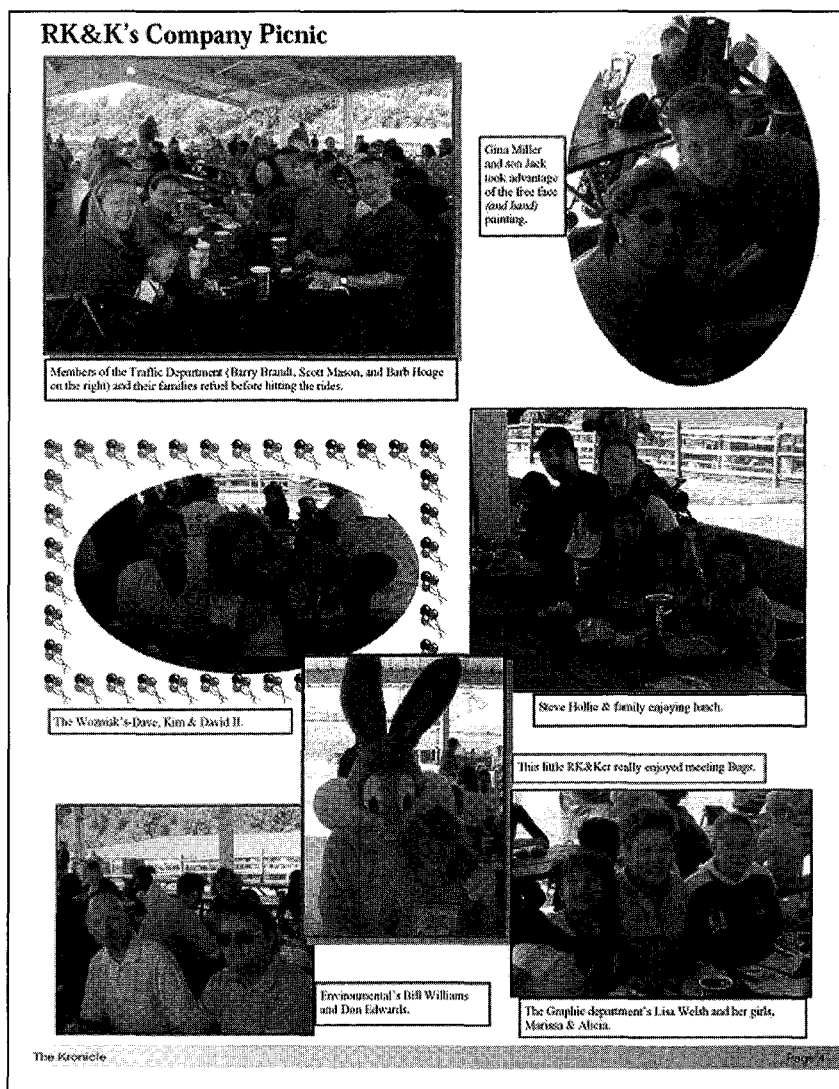 RK&K's Company Picnic
Gina Miller
and son Jack
took advantage
of the free face
(and hand)
painting.
Members of the Traffic Department (Barry Brandt, Scott Mason, and Barb Hoage
on the right) and their families refuel before hitting the rides.
The Wozniak's-Dave, Kim & David II.
Steve Hollie & family enjoying lunch.
This little RK&Ker really enjoyed meeting Bugs.
Environmental's Bill Williams
and Don Edwards.
The Graphic department's Lisa Welsh and her girls,
Marissa & Alicia.
The Kronicle
Page 4